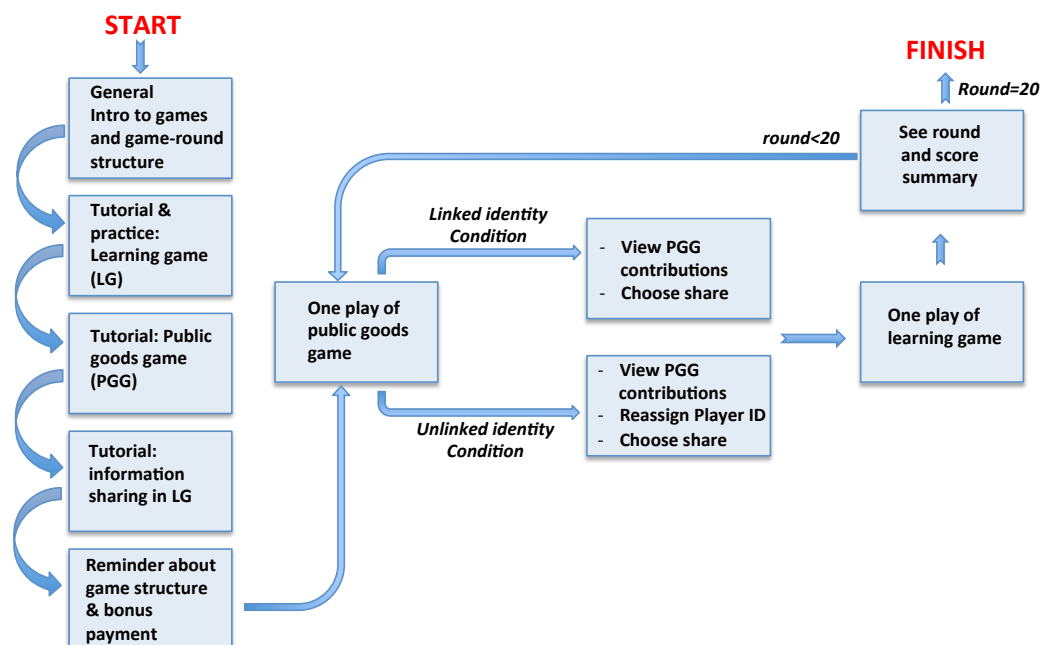 START
General
Intro to games
and game-round
structure
Tutorial &
practice:
Learning game
(LG)
Tutorial: Public
goods game
(PGG)
Tutorial:
information
sharing in LG
Reminder about
game structure
& bonus
payment
One play of
public goods
game
Linked identity
Condition
- View PGG
contributions
- Choose share
Unlinked identity
Condition
- View PGG
contributions
- Reassign Player ID
- Choose share
One play of
learning game
See round
and score
summary
round<20
Round=20
FINISH